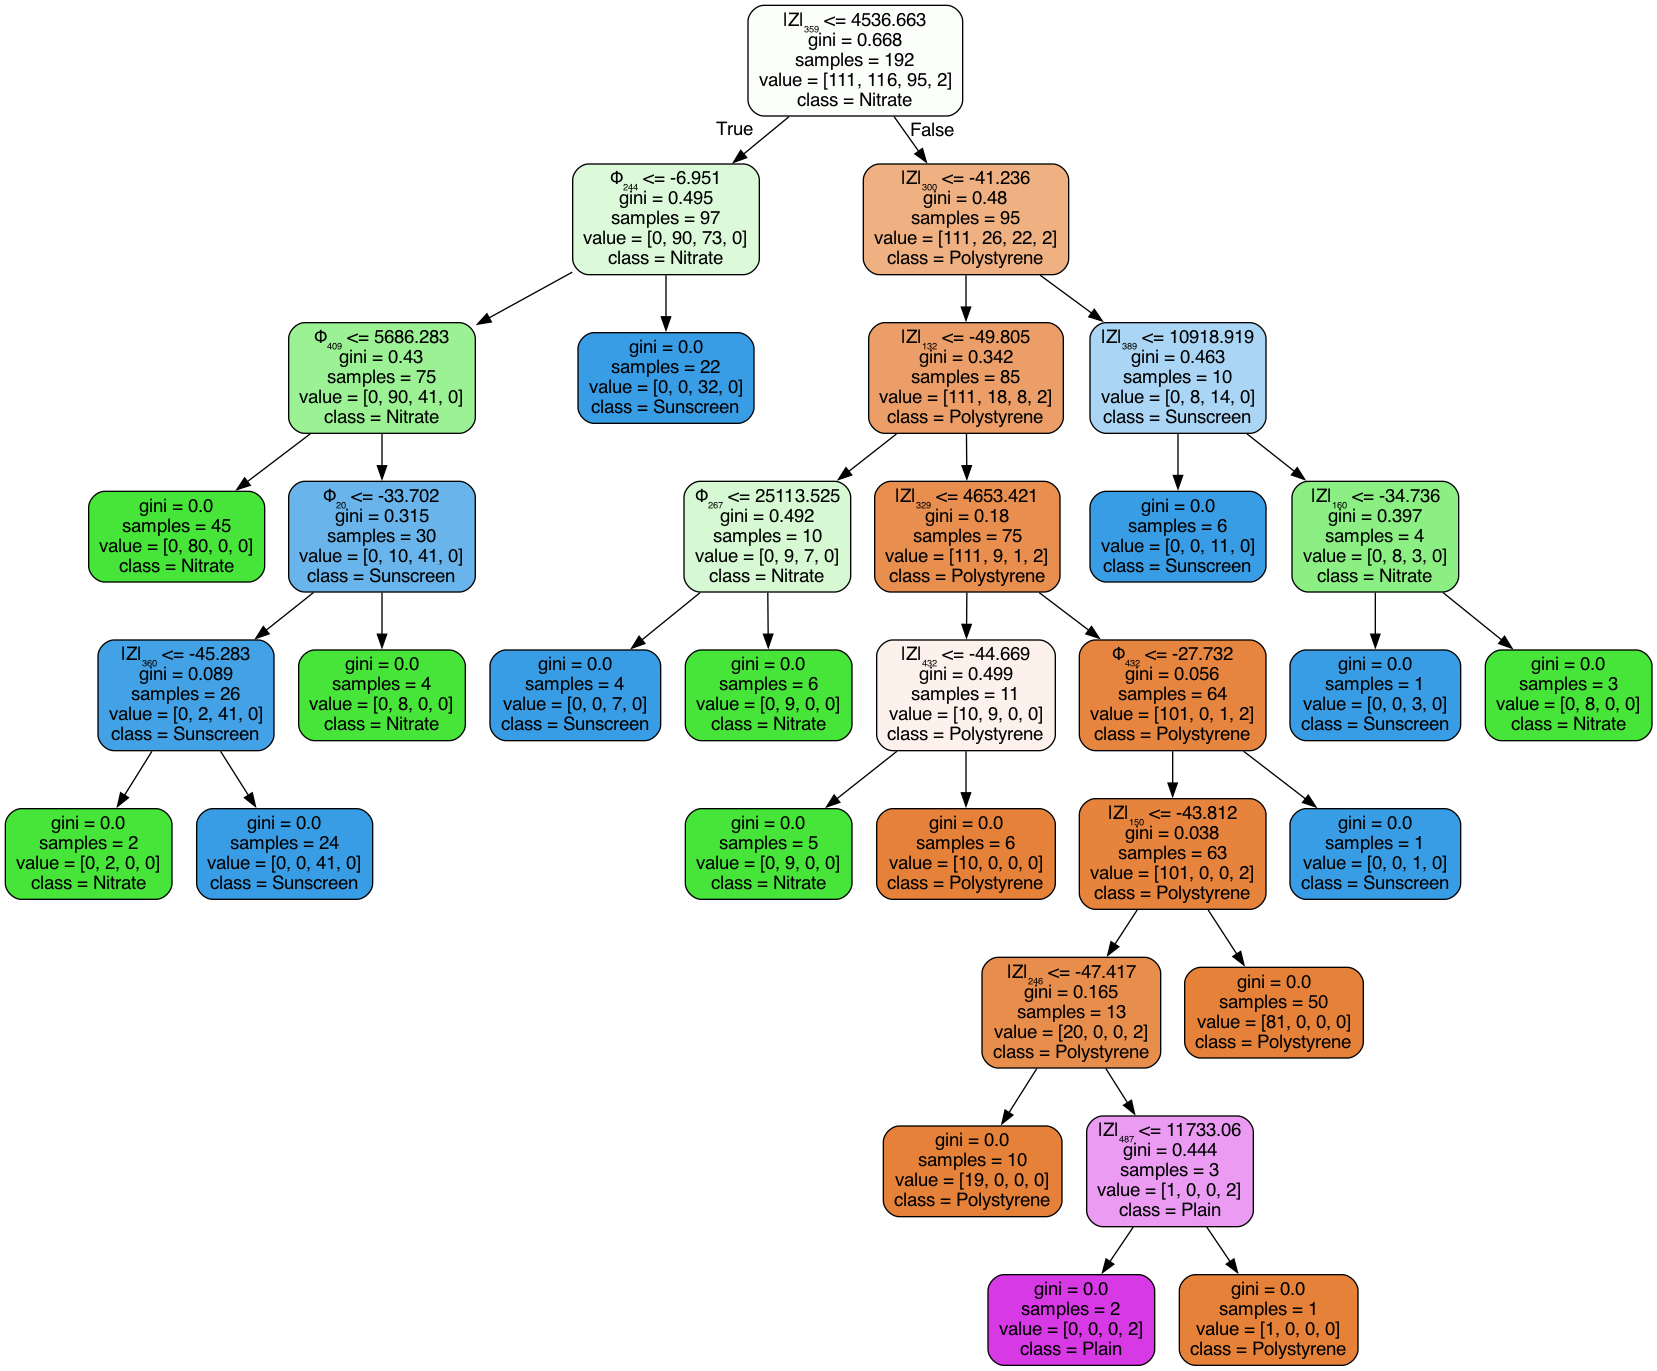 |Z|₃₅₉ <= 4536.663
gini = 0.668
samples = 192
value = [111, 116, 95, 2]
class = Nitrate
True
False
Φ₂₄₄ <= -6.951
gini = 0.495
samples = 97
value = [0, 90, 73, 0]
class = Nitrate
|Z|₃₀₀ <= -41.236
gini = 0.48
samples = 95
value = [111, 26, 22, 2]
class = Polystyrene
Φ₄₀₉ <= 5686.283
gini = 0.43
samples = 75
value = [0, 90, 41, 0]
class = Nitrate
gini = 0.0
samples = 22
value = [0, 0, 32, 0]
class = Sunscreen
|Z|₁₃₂ <= -49.805
gini = 0.342
samples = 85
value = [111, 18, 8, 2]
class = Polystyrene
|Z|₃₈₉ <= 10918.919
gini = 0.463
samples = 10
value = [0, 8, 14, 0]
class = Sunscreen
gini = 0.0
samples = 45
value = [0, 80, 0, 0]
class = Nitrate
Φ₂₀ <= -33.702
gini = 0.315
samples = 30
value = [0, 10, 41, 0]
class = Sunscreen
Φ₂₆₇ <= 25113.525
gini = 0.492
samples = 10
value = [0, 9, 7, 0]
class = Nitrate
|Z|₃₂₉ <= 4653.421
gini = 0.18
samples = 75
value = [111, 9, 1, 2]
class = Polystyrene
gini = 0.0
samples = 6
value = [0, 0, 11, 0]
class = Sunscreen
|Z|₁₆₀ <= -34.736
gini = 0.397
samples = 4
value = [0, 8, 3, 0]
class = Nitrate
|Z|₃₆₀ <= -45.283
gini = 0.089
samples = 26
value = [0, 2, 41, 0]
class = Sunscreen
gini = 0.0
samples = 4
value = [0, 8, 0, 0]
class = Nitrate
gini = 0.0
samples = 4
value = [0, 0, 7, 0]
class = Sunscreen
gini = 0.0
samples = 6
value = [0, 9, 0, 0]
class = Nitrate
|Z|₄₃₂ <= -44.669
gini = 0.499
samples = 11
value = [10, 9, 0, 0]
class = Polystyrene
Φ₄₃₂ <= -27.732
gini = 0.056
samples = 64
value = [101, 0, 1, 2]
class = Polystyrene
gini = 0.0
samples = 1
value = [0, 0, 3, 0]
class = Sunscreen
gini = 0.0
samples = 3
value = [0, 8, 0, 0]
class = Nitrate
gini = 0.0
samples = 2
value = [0, 2, 0, 0]
class = Nitrate
gini = 0.0
samples = 24
value = [0, 0, 41, 0]
class = Sunscreen
gini = 0.0
samples = 5
value = [0, 9, 0, 0]
class = Nitrate
gini = 0.0
samples = 6
value = [10, 0, 0, 0]
class = Polystyrene
|Z|₁₅₀ <= -43.812
gini = 0.038
samples = 63
value = [101, 0, 0, 2]
class = Polystyrene
gini = 0.0
samples = 1
value = [0, 0, 1, 0]
class = Sunscreen
|Z|₂₄₆ <= -47.417
gini = 0.165
samples = 13
value = [20, 0, 0, 2]
class = Polystyrene
gini = 0.0
samples = 50
value = [81, 0, 0, 0]
class = Polystyrene
gini = 0.0
samples = 10
value = [19, 0, 0, 0]
class = Polystyrene
|Z|₄₈₇ <= 11733.06
gini = 0.444
samples = 3
value = [1, 0, 0, 2]
class = Plain
gini = 0.0
samples = 2
value = [0, 0, 0, 2]
class = Plain
gini = 0.0
samples = 1
value = [1, 0, 0, 0]
class = Polystyrene